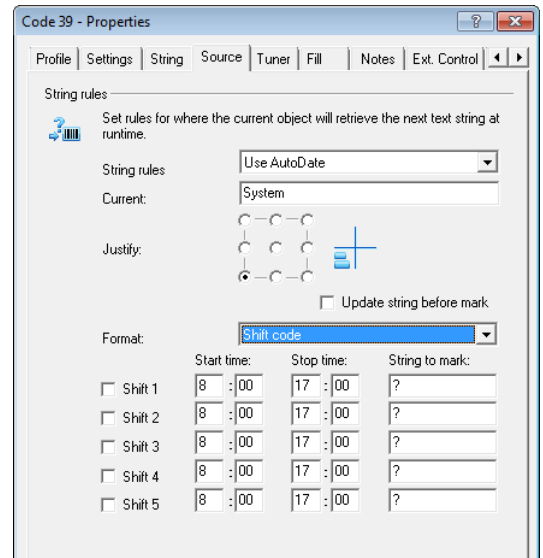 Code 39 - Properties
Profile Settings String Source Tuner Fill Notes Ext. Control
String rules
Set rules for where the current object will retrieve the next text string at
runtime.
String rules Use AutoDate
Current: System
Justify:
Update string before mark
Format: Shift code
Start time: Stop time: String to mark:
Shift 1 8 : 00 17 : 00 ?
Shift 2 8 : 00 17 : 00 ?
Shift 3 8 : 00 17 : 00 ?
Shift 4 8 : 00 17 : 00 ?
Shift 5 8 : 00 17 : 00 ?